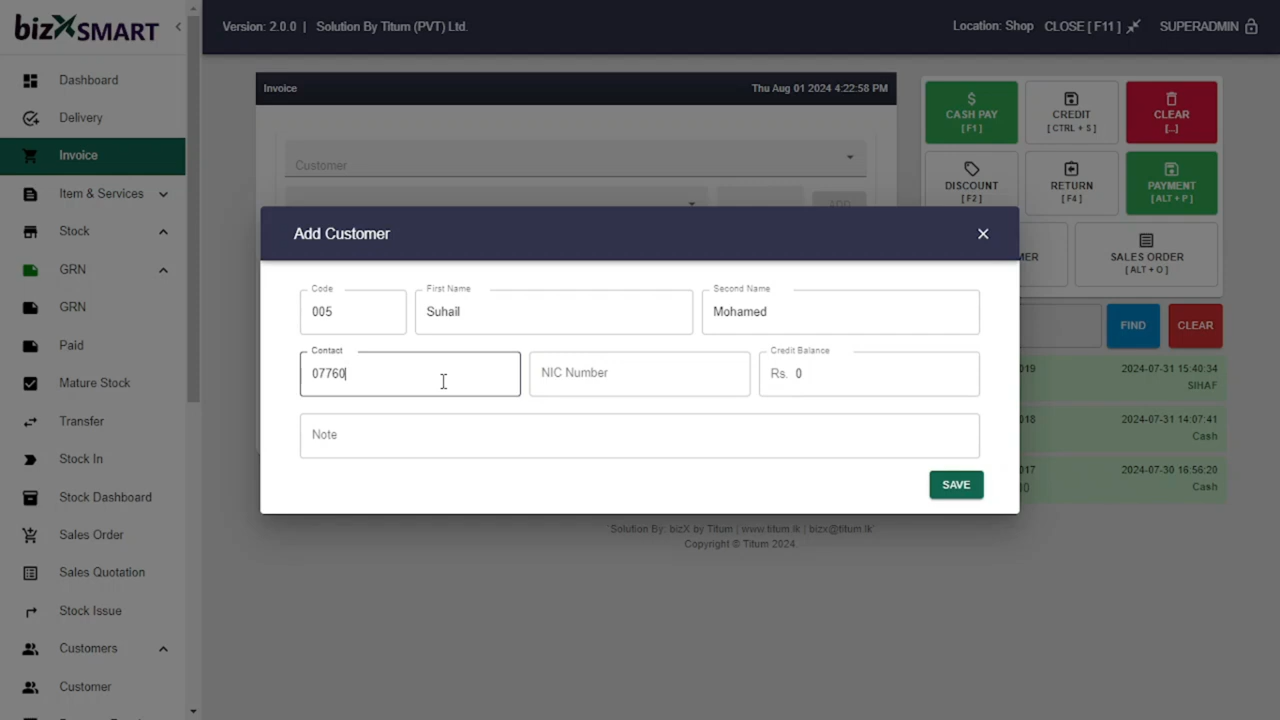 bizXSMART
Version: 2.0.0 | Solution By Titum (PVT) Ltd.
Location: Shop CLOSE [ F11 ] SUPERADMIN
Dashboard
Delivery
Invoice
Item & Services
Stock
GRN
GRN
Paid
Mature Stock
Transfer
Stock In
Stock Dashboard
Sales Order
Sales Quotation
Stock Issue
Customers
Customer
Invoice Thu Aug 01 2024 4:22:58 PM
Customer
ADD
CASH PAY
[ F1 ]
CREDIT
[ CTRL + S ]
CLEAR
[...]
DISCOUNT
[ F2 ]
RETURN
[ F4 ]
PAYMENT
[ ALT + P ]
MER
SALES ORDER
[ ALT + O ]
FIND
CLEAR
019 2024-07-31 15:40:34
SIHAF
018 2024-07-31 14:07:41
Cash
017 2024-07-30 16:56:20
Cash
Add Customer
Code
005
First Name
Suhail
Second Name
Mohamed
Contact
07760
NIC Number
Credit Balance
Rs. 0
Note
SAVE
Solution By: bizX by Titum | www.titum.lk | bizx@titum.lk
Copyright © Titum 2024.